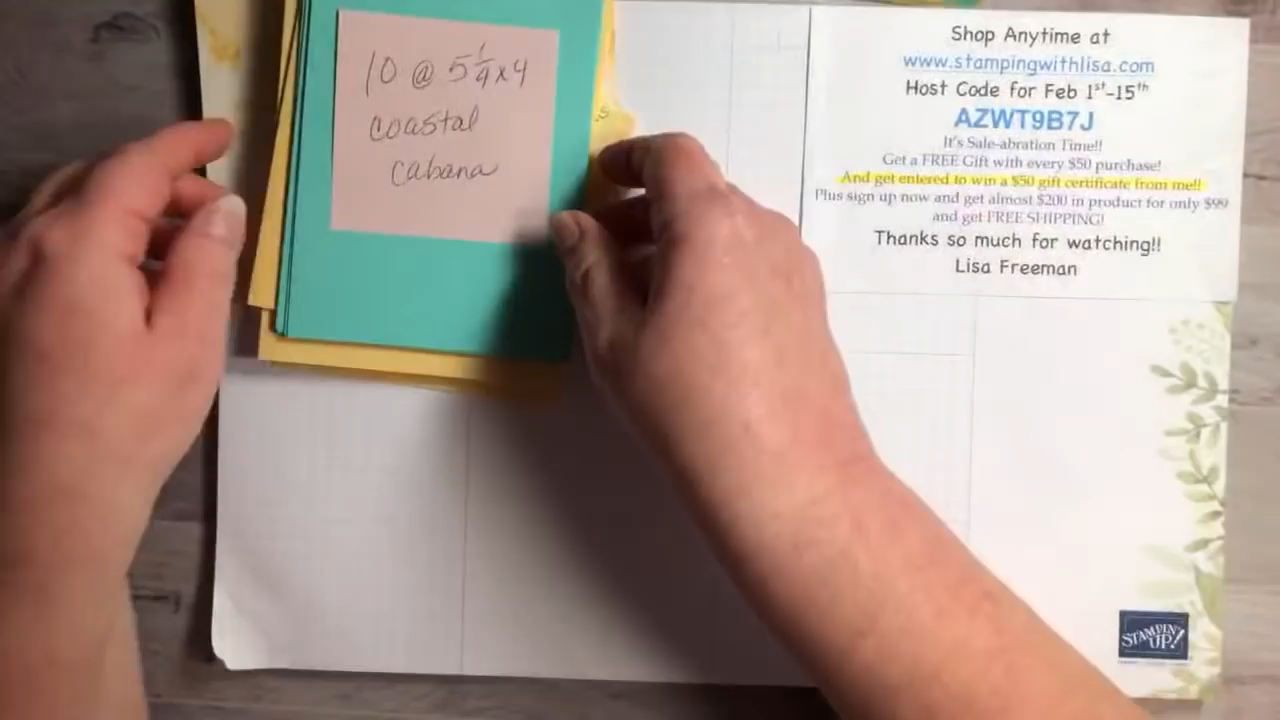 10 @ 5 1/4 x 4
coastal
cabana
Shop Anytime at
www.stampingwithlisa.com
Host Code for Feb 1st-15th
AZWT9B7J
It's Sale-abration Time!!
Get a FREE Gift with every $50 purchase!
And get entered to win a $50 gift certificate from me!!
Plus sign up now and get almost $200 in product for only $99
and get FREE SHIPPING!
Thanks so much for watching!!
Lisa Freeman
STAMPIN' UP!